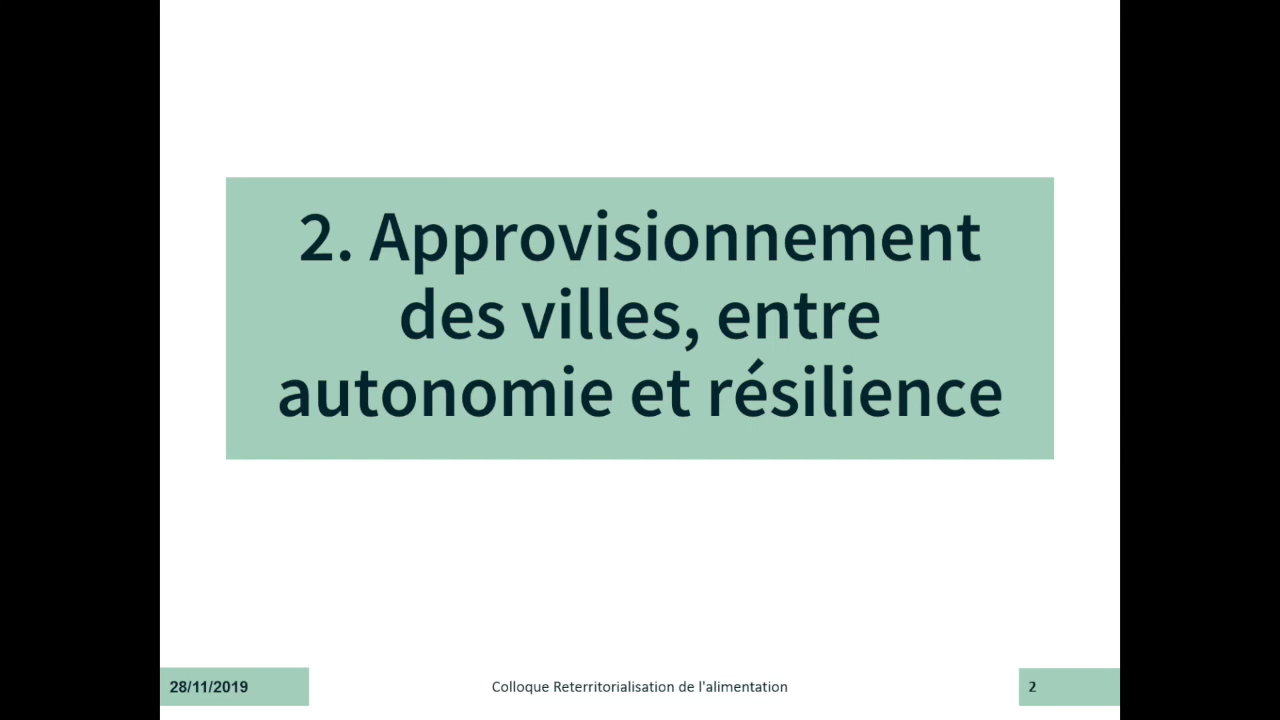 2. Approvisionnement
des villes, entre
autonomie et résilience
28/11/2019
Colloque Reterritorialisation de l'alimentation
2